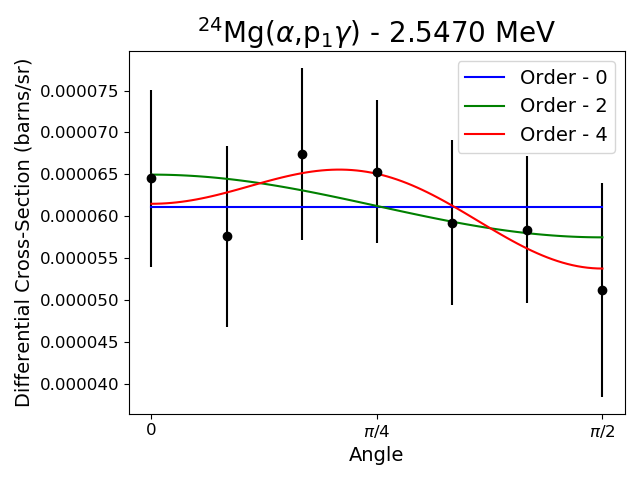 ²⁴Mg(α,p₁γ) - 2.5470 MeV
Differential Cross-Section (barns/sr)
0.000075
0.000070
0.000065
0.000060
0.000055
0.000050
0.000045
0.000040
Order - 0
Order - 2
Order - 4
0
π/4
π/2
Angle